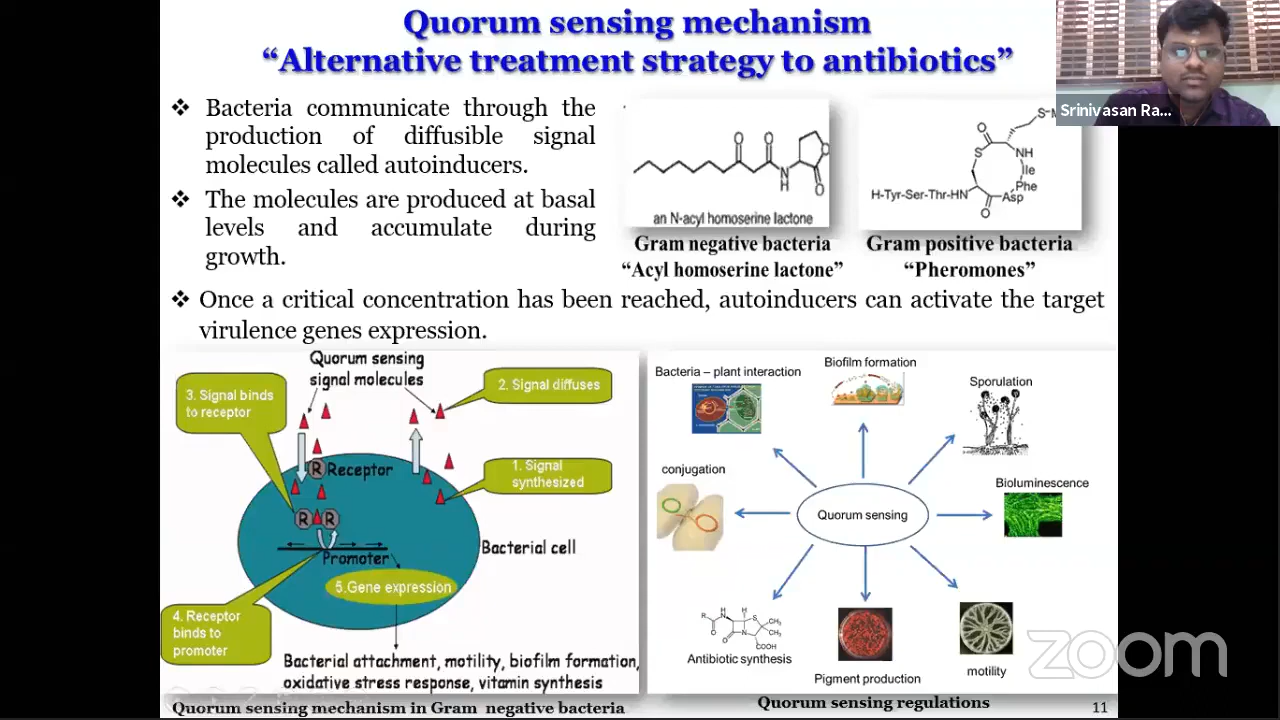 Quorum sensing mechanism
“Alternative treatment strategy to antibiotics”
Srinivasan Ra...
❖ Bacteria communicate through the
production of diffusible signal
molecules called autoinducers.
❖ The molecules are produced at basal
levels and accumulate during
growth.
an N-acyl homoserine lactone
Gram negative bacteria
“Acyl homoserine lactone”
H-Tyr-Ser-Thr-HN
NH
Ile
Phe
Asp
Gram positive bacteria
“Pheromones”
❖ Once a critical concentration has been reached, autoinducers can activate the target
virulence genes expression.
Quorum sensing
signal molecules
2. Signal diffuses
3. Signal binds
to receptor
R Receptor
1. Signal
synthesized
R R
Promoter
Bacterial cell
5.Gene expression
4. Receptor
binds to
promoter
Bacterial attachment, motility, biofilm formation,
oxidative stress response, vitamin synthesis
Quorum sensing mechanism in Gram negative bacteria
Bacteria – plant interaction
Biofilm formation
Sporulation
conjugation
Bioluminescence
Quorum sensing
Antibiotic synthesis
Pigment production
motility
Quorum sensing regulations
11
zoom